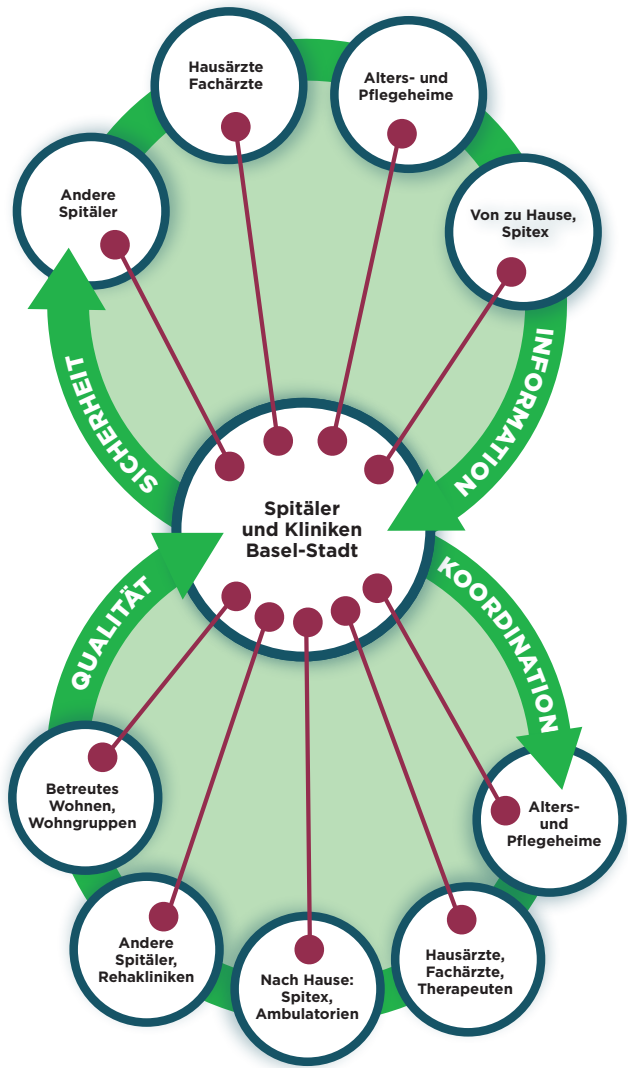 Hausärzte
Fachärzte
Alters- und
Pflegeheime
Andere
Spitäler
Von zu Hause,
Spitex
SICHERHEIT
INFORMATION
Spitäler
und Kliniken
Basel-Stadt
QUALITÄT
KOORDINATION
Betreutes
Wohnen,
Wohngruppen
Alters-
und
Pflegeheime
Andere
Spitäler,
Rehakliniken
Nach Hause:
Spitex,
Ambulatorien
Hausärzte,
Fachärzte,
Therapeuten